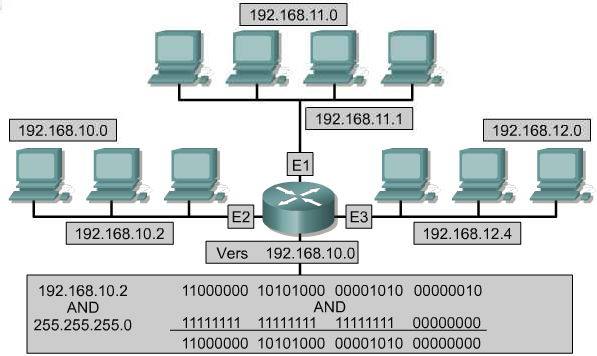 192.168.11.0
192.168.11.1
192.168.10.0
192.168.12.0
E1
E2
E3
192.168.10.2
192.168.12.4
Vers 192.168.10.0
192.168.10.2 11000000 10101000 00001010 00000010
AND AND
255.255.255.0 11111111 11111111 11111111 00000000
11000000 10101000 00001010 00000000